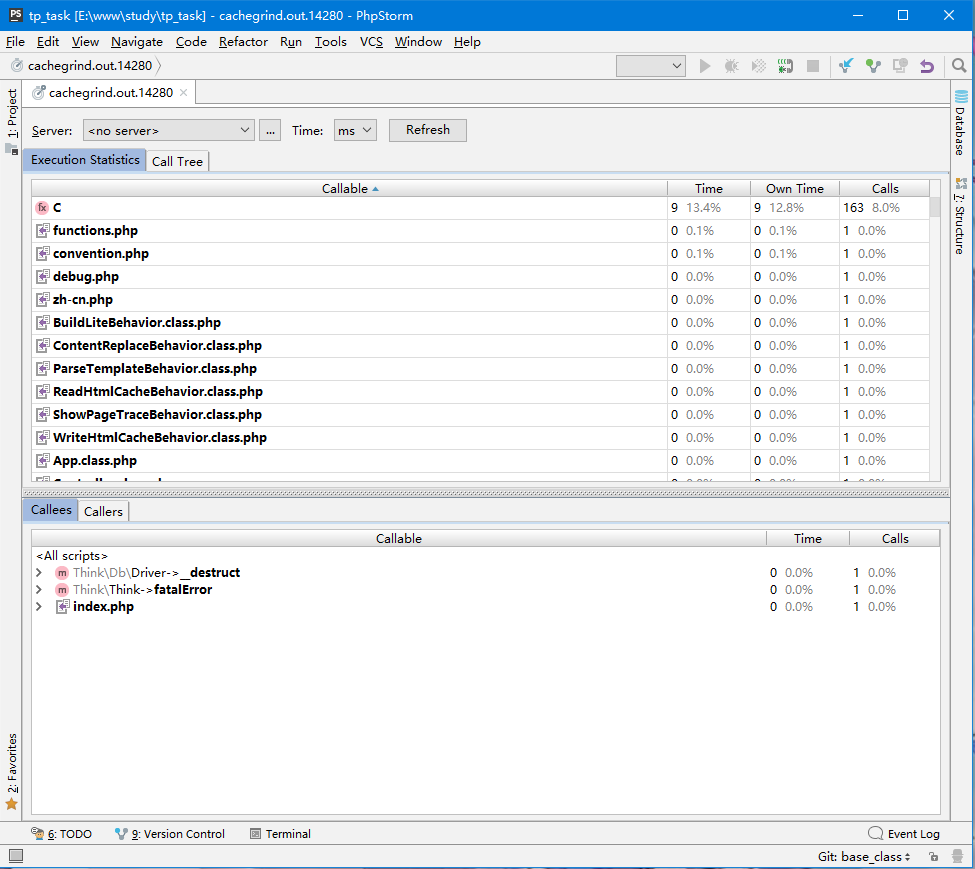 PS tp_task [E:\www\study\tp_task] - cachegrind.out.14280 - PhpStorm
File Edit View Navigate Code Refactor Run Tools VCS Window Help
cachegrind.out.14280
cachegrind.out.14280
1: Project
Server: <no server> ... Time: ms Refresh
Execution Statistics Call Tree
Callable Time Own Time Calls
fx C 9 13.4% 9 12.8% 163 8.0%
functions.php 0 0.1% 0 0.1% 1 0.0%
convention.php 0 0.1% 0 0.1% 1 0.0%
debug.php 0 0.0% 0 0.0% 1 0.0%
zh-cn.php 0 0.0% 0 0.0% 1 0.0%
BuildLiteBehavior.class.php 0 0.0% 0 0.0% 1 0.0%
ContentReplaceBehavior.class.php 0 0.0% 0 0.0% 1 0.0%
ParseTemplateBehavior.class.php 0 0.0% 0 0.0% 1 0.0%
ReadHtmlCacheBehavior.class.php 0 0.0% 0 0.0% 1 0.0%
ShowPageTraceBehavior.class.php 0 0.0% 0 0.0% 1 0.0%
WriteHtmlCacheBehavior.class.php 0 0.0% 0 0.0% 1 0.0%
App.class.php 0 0.0% 0 0.0% 1 0.0%
Callees Callers
Callable Time Calls
<All scripts>
m Think\Db\Driver->__destruct 0 0.0% 1 0.0%
m Think\Think->fatalError 0 0.0% 1 0.0%
index.php 0 0.0% 1 0.0%
Database
7: Structure
2: Favorites
6: TODO 9: Version Control Terminal Event Log
Git: base_class